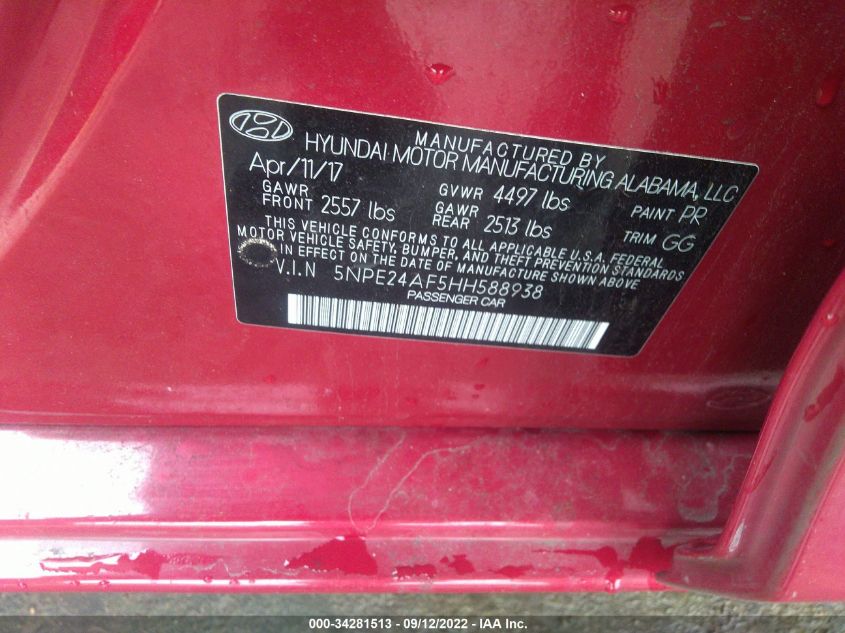 MANUFACTURED BY
HYUNDAI MOTOR MANUFACTURING ALABAMA, LLC
Apr/11/17
GVWR 4497 lbs
PAINT PR
GAWR
FRONT 2557 lbs
GAWR
REAR 2513 lbs
TRIM GG
THIS VEHICLE CONFORMS TO ALL APPLICABLE U.S.A. FEDERAL
MOTOR VEHICLE SAFETY, BUMPER, AND THEFT PREVENTION STANDARDS
IN EFFECT ON THE DATE OF MANUFACTURE SHOWN ABOVE
V.I.N 5NPE24AF5HH588938
PASSENGER CAR
000-34281513 - 09/12/2022 - IAA Inc.